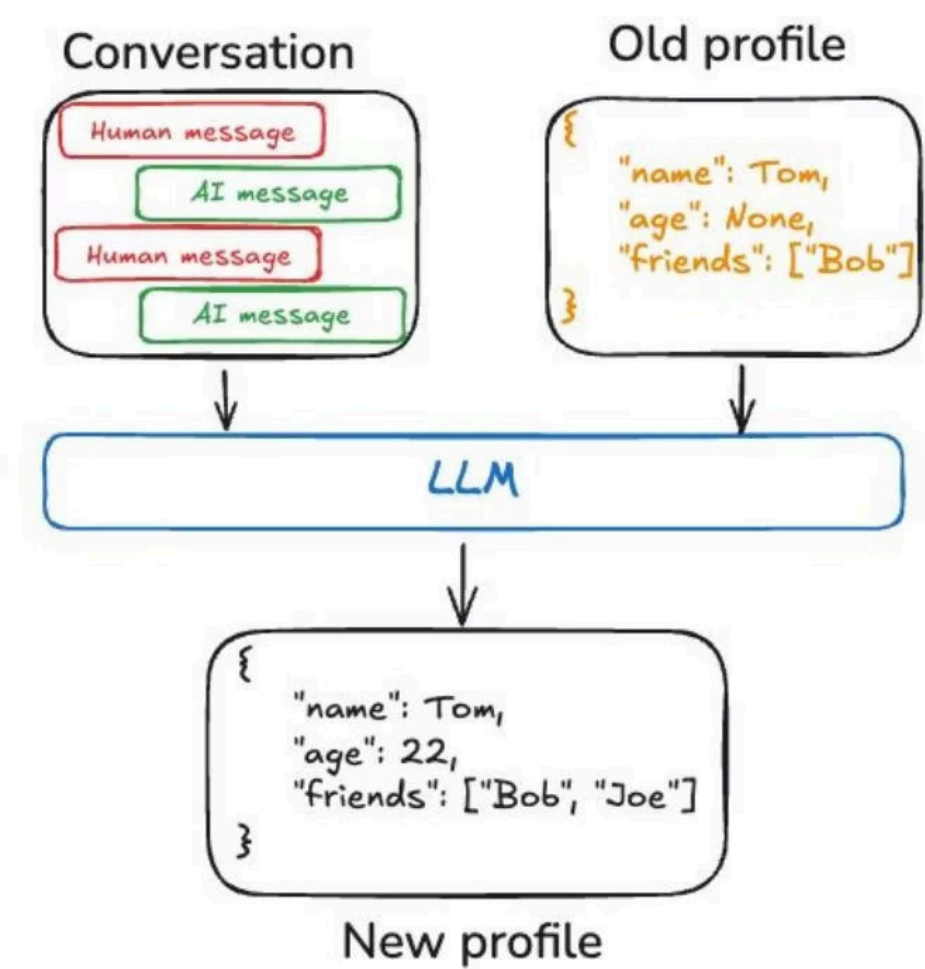 Conversation
Human message
AI message
Human message
AI message
Old profile
{
"name": Tom,
"age": None,
"friends": ["Bob"]
}
LLM
{
"name": Tom,
"age": 22,
"friends": ["Bob", "Joe"]
}
New profile